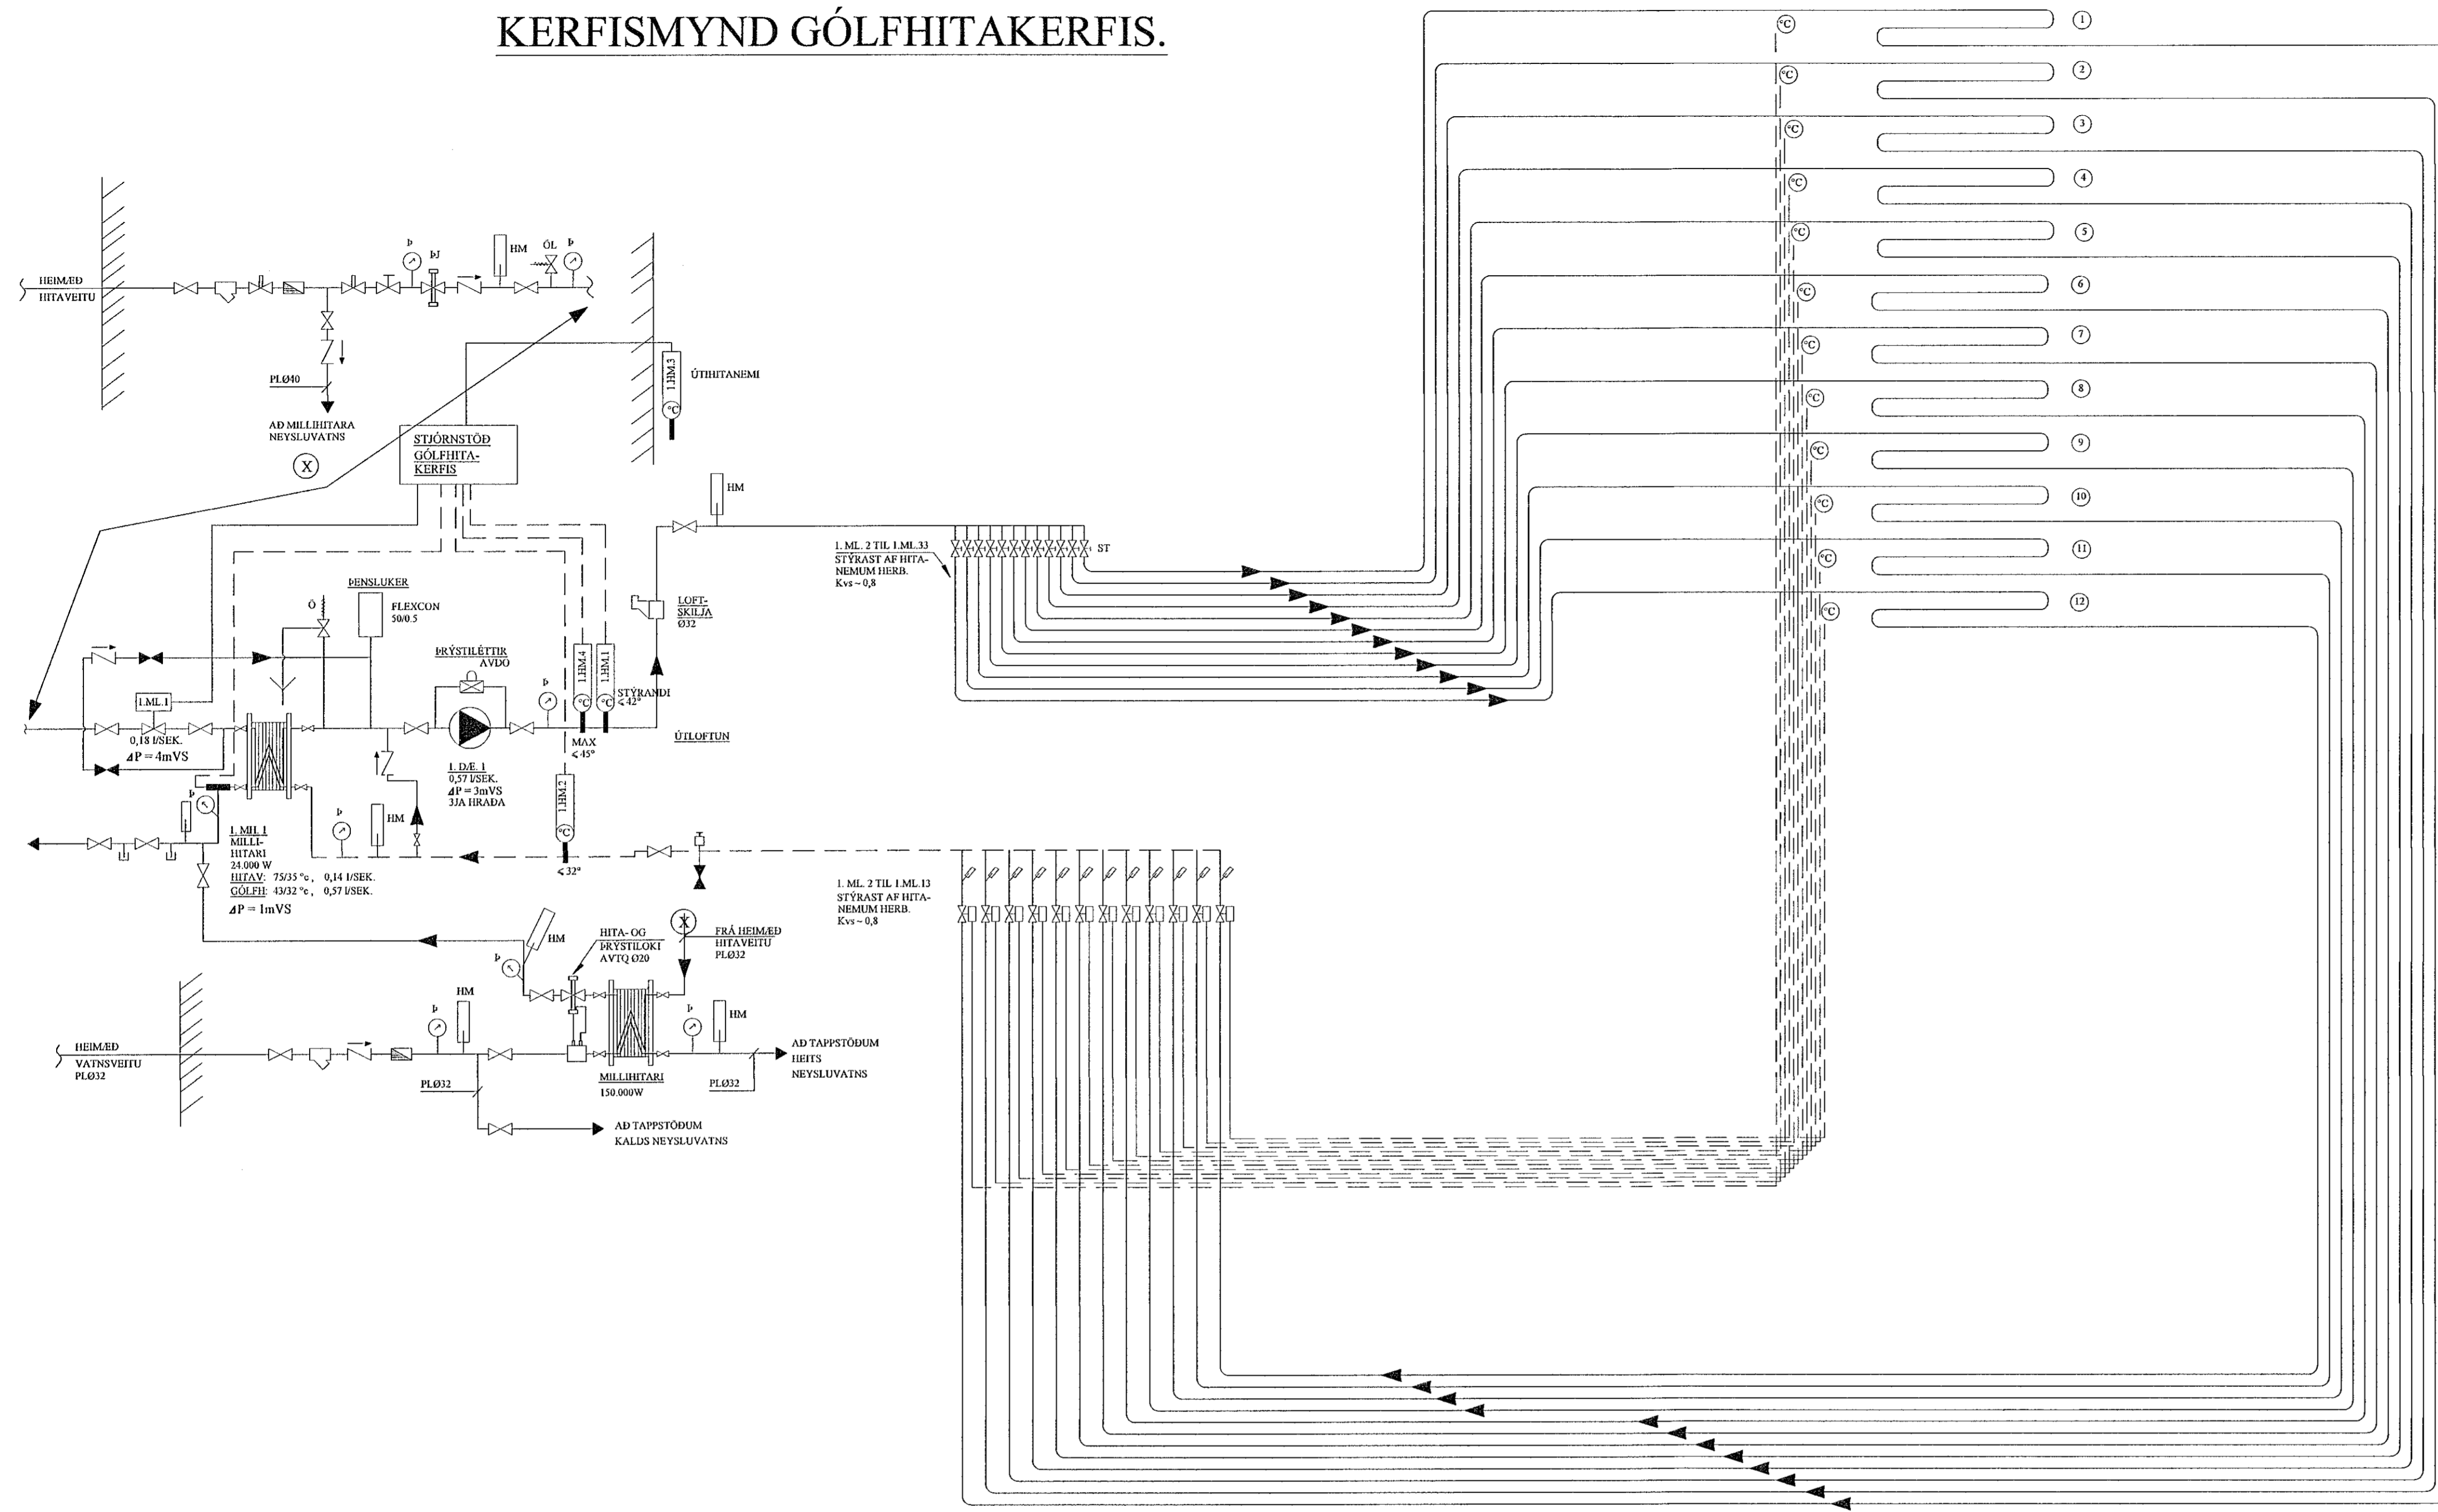 KERFISMYND GÓLFHITAKERFIS.
HEIMÆÐ
HITAVEITU
Þ
ÞJ
HM
ÖL
Þ
PLØ40
AÐ MILLIHITARA
NEYSLUVATNS
X
STJÓRNSTÖÐ
GÓLFHITA-
KERFIS
1.HM.3
°C
ÚTIHITANEMI
HM
ÞENSLUKER
FLEXCON
50/0.5
Ö
ÞRÝSTILÉTTIR
AVDO
LOFT-
SKILJA
Ø32
1.ML.1
0,18 l/SEK.
ΔP = 4mVS
Þ
1.HM.4
°C
1.HM.1
°C
STÝRANDI
⩽ 42°
MAX
⩽ 45°
ÚTLOFTUN
1. DÆ. 1
0,57 l/SEK.
ΔP = 3mVS
3JA HRAÐA
1.HM.2
°C
⩽ 32°
Þ
Þ
HM
1. MH. 1
MILLI-
HITARI
24.000 W
HITAV: 75/35 °c , 0,14 l/SEK.
GÓLFH: 43/32 °c , 0,57 l/SEK.
ΔP = 1mVS
1. ML. 2 TIL 1.ML.33
STÝRAST AF HITA-
NEMUM HERB.
Kvs ~ 0,8
ST
1. ML. 2 TIL 1.ML.13
STÝRAST AF HITA-
NEMUM HERB.
Kvs ~ 0,8
HM
Þ
HITA- OG
ÞRÝSTILOKI
AVTQ Ø20
X
FRÁ HEIMÆÐ
HITAVEITU
PLØ32
HEIMÆÐ
VATNSVEITU
PLØ32
Þ
HM
PLØ32
MILLIHITARI
150.000W
Þ
HM
PLØ32
AÐ TAPPSTÖÐUM
HEITS
NEYSLUVATNS
AÐ TAPPSTÖÐUM
KALDS NEYSLUVATNS
°C
1
°C
2
°C
3
°C
4
°C
5
°C
6
°C
7
°C
8
°C
9
°C
10
°C
11
°C
12